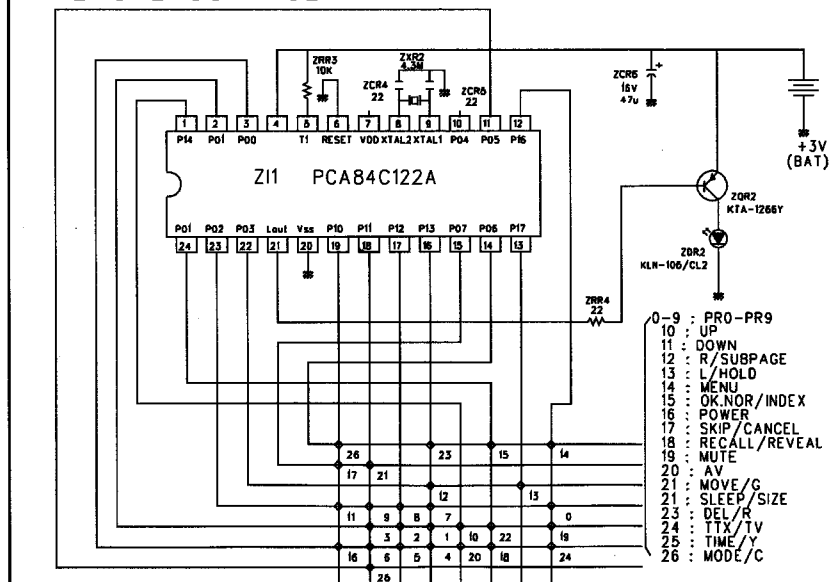 ZRR3
10K
ZXR2
4.3M
ZCR4
22
ZCR5
22
ZCR6
16V
47u
+
1 2 3 4 5 6 7 8 9 10 11 12
P14 P01 P00 T1 RESET VDD XTAL2 XTAL1 P04 P05 P16
+3V
(BAT)
ZI1 PCA84C122A
ZQR2
KTA-1266Y
P01 P02 P03 Lout Vss P10 P11 P12 P13 P07 P06 P17
24 23 22 21 20 19 18 17 16 15 14 13
ZDR2
KLN-106/CL2
ZRR4
22
0-9 : PR0-PR9
10 : UP
11 : DOWN
12 : R/SUBPAGE
13 : L/HOLD
14 : MENU
15 : OK.NOR/INDEX
16 : POWER
17 : SKIP/CANCEL
18 : RECALL/REVEAL
19 : MUTE
20 : AV
21 : MOVE/G
21 : SLEEP/SIZE
23 : DEL/R
24 : TTX/TV
25 : TIME/Y
26 : MODE/C
26 23 15 14
17 21
12 13
11 9 8 7 0
3 2 1 10 22 19
16 6 5 4 20 18 24
26